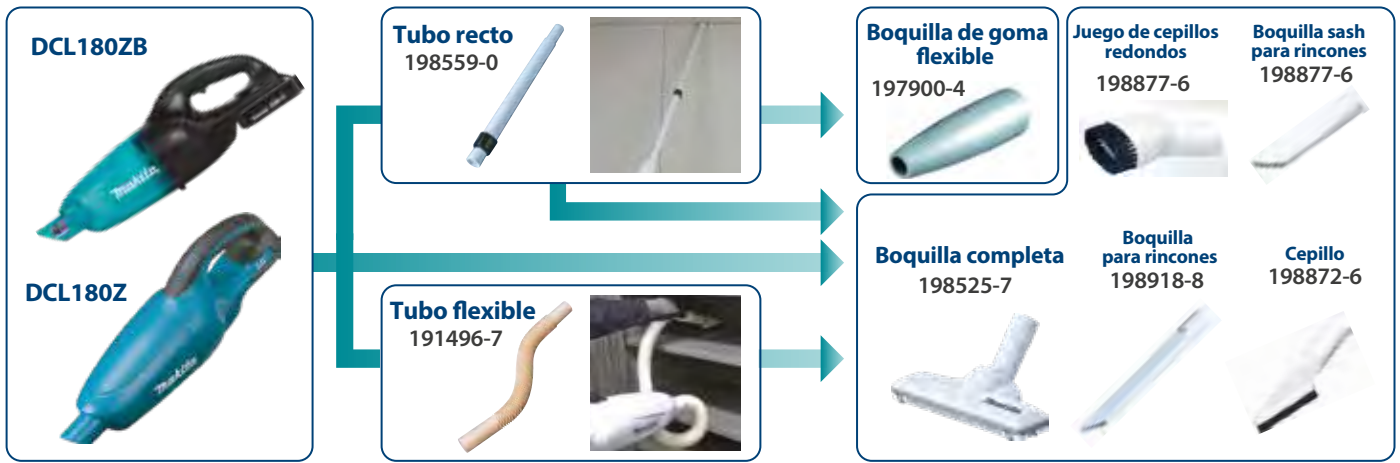 DCL180ZB
makita
DCL180Z
makita
Tubo recto
198559-0
Tubo flexible
191496-7
Boquilla de goma
flexible
197900-4
Juego de cepillos
redondos
198877-6
Boquilla sash
para rincones
198877-6
Boquilla completa
198525-7
Boquilla
para rincones
198918-8
Cepillo
198872-6